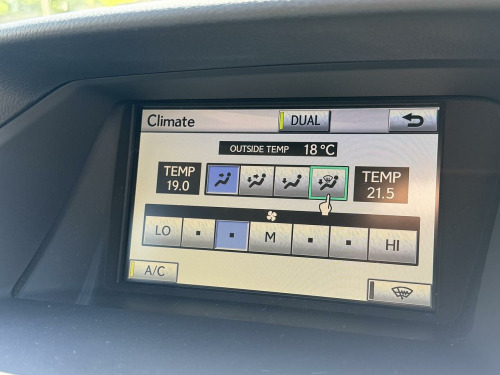 Climate
DUAL
OUTSIDE TEMP 18 °C
TEMP
19.0
TEMP
21.5
LO
M
HI
A/C